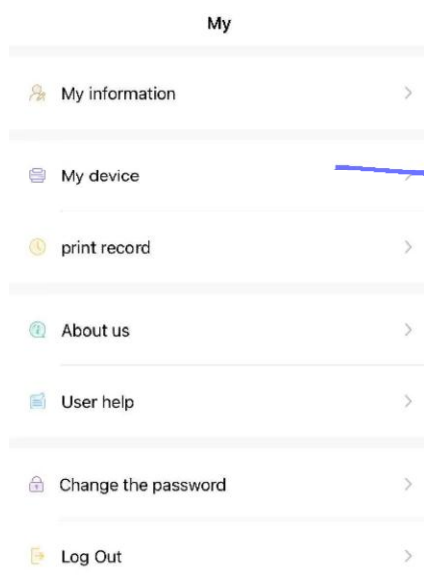 My
My information
My device
print record
About us
User help
Change the password
Log Out